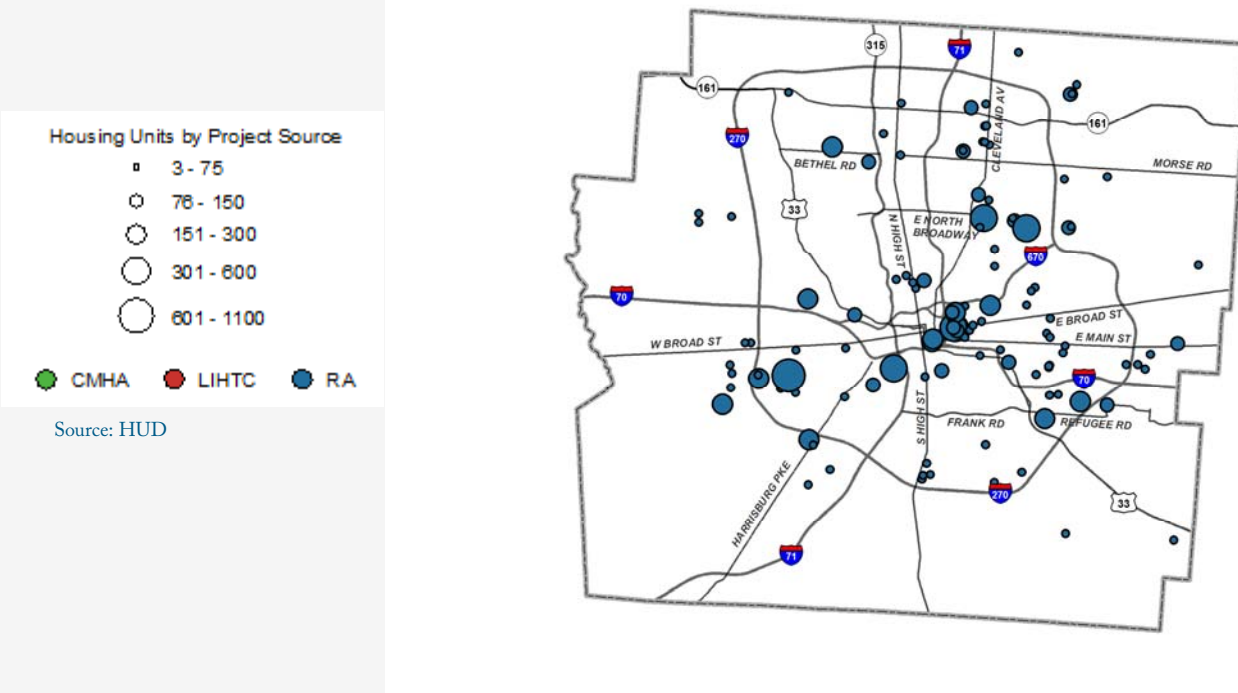 Housing Units by Project Source
3 - 75
76 - 150
151 - 300
301 - 600
601 - 1100
CMHA LIHTC RA
Source: HUD
315
71
161
270
CLEVELAND AV
161
BETHEL RD
MORSE RD
33
E NORTH
BROADWAY
N HIGH ST
670
70
E BROAD ST
W BROAD ST
E MAIN ST
70
S HIGH ST
FRANK RD
REFUGEE RD
HARRISBURG PKE
270
33
71